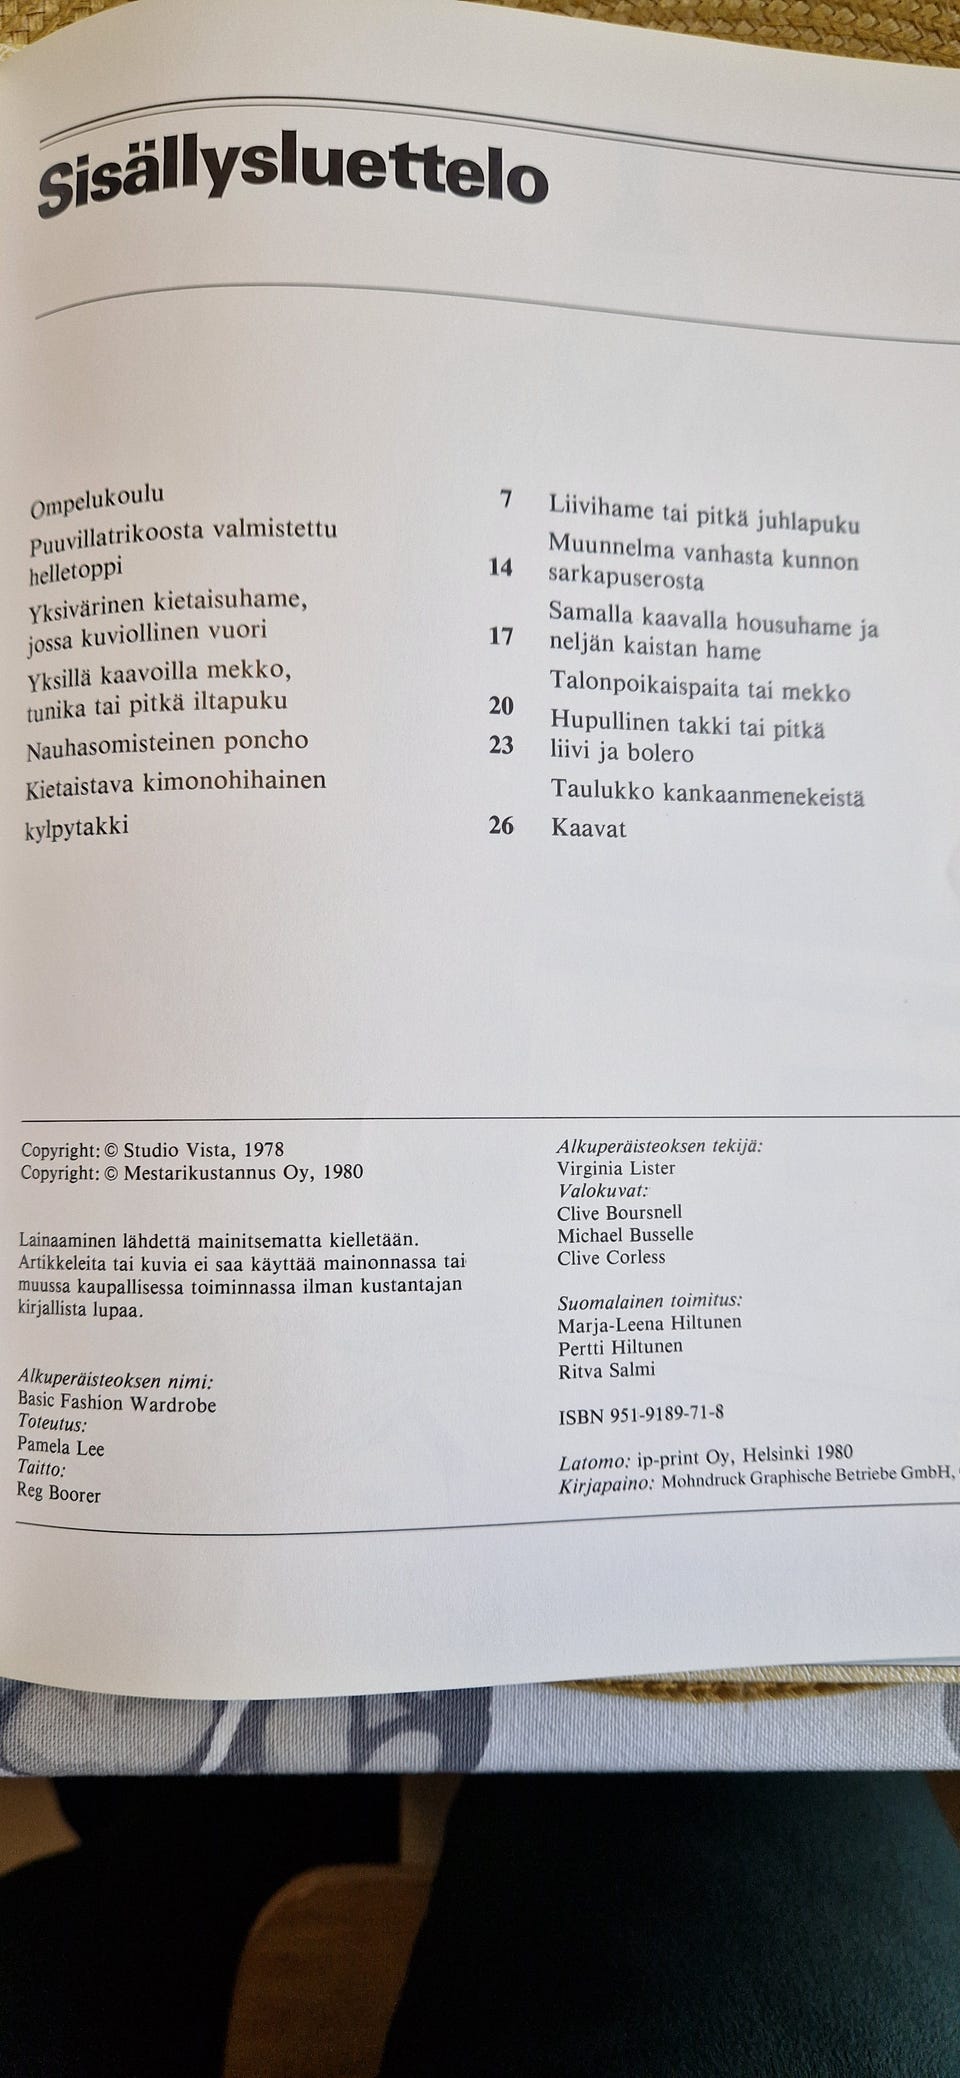 Sisällysluettelo
Ompelukoulu 7
Puuvillatrikoosta valmistettu
helletoppi 14
Yksivärinen kietaisuhame,
jossa kuviollinen vuori 17
Yksillä kaavoilla mekko,
tunika tai pitkä iltapuku 20
Nauhasomisteinen poncho 23
Kietaistava kimonohihainen
kylpytakki 26
Liivihame tai pitkä juhlapuku
Muunnelma vanhasta kunnon
sarkapuserosta
Samalla kaavalla housuhame ja
neljän kaistan hame
Talonpoikaispaita tai mekko
Hupullinen takki tai pitkä
liivi ja bolero
Taulukko kankaanmenekeistä
Kaavat
Copyright: © Studio Vista, 1978
Copyright: © Mestarikustannus Oy, 1980
Lainaaminen lähdettä mainitsematta kielletään.
Artikkeleita tai kuvia ei saa käyttää mainonnassa tai
muussa kaupallisessa toiminnassa ilman kustantajan
kirjallista lupaa.
Alkuperäisteoksen nimi:
Basic Fashion Wardrobe
Toteutus:
Pamela Lee
Taitto:
Reg Boorer
Alkuperäisteoksen tekijä:
Virginia Lister
Valokuvat:
Clive Boursnell
Michael Busselle
Clive Corless
Suomalainen toimitus:
Marja-Leena Hiltunen
Pertti Hiltunen
Ritva Salmi
ISBN 951-9189-71-8
Latomo: ip-print Oy, Helsinki 1980
Kirjapaino: Mohndruck Graphische Betriebe GmbH,